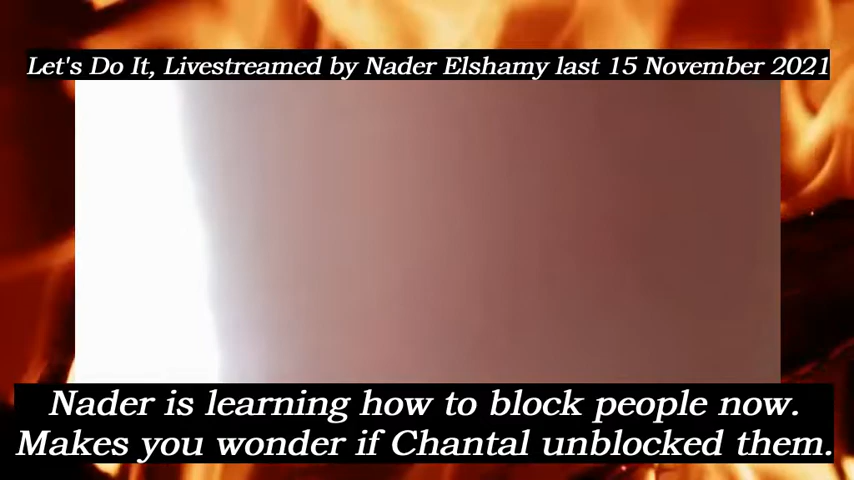 Let's Do It, Livestreamed by Nader Elshamy last 15 November 2021
Nader is learning how to block people now.
Makes you wonder if Chantal unblocked them.